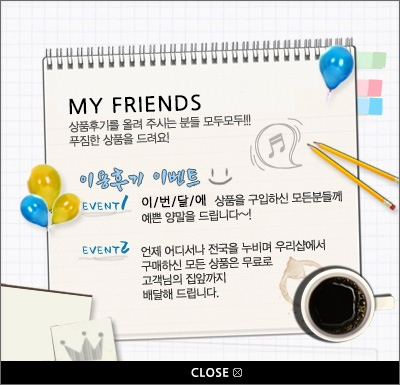 MY FRIENDS
상품후기를 올려 주시는 분들 모두모두!!!
푸짐한 상품을 드려요!
이용후기 이벤트
EVENT1 이/번/달/에 상품을 구입하신 모든분들께
예쁜 양말을 드립니다~!
EVENT2 언제 어디서나 전국을 누비며 우리샵에서
구매하신 모든 상품은 무료로
고객님의 집앞까지
배달해 드립니다.
CLOSE